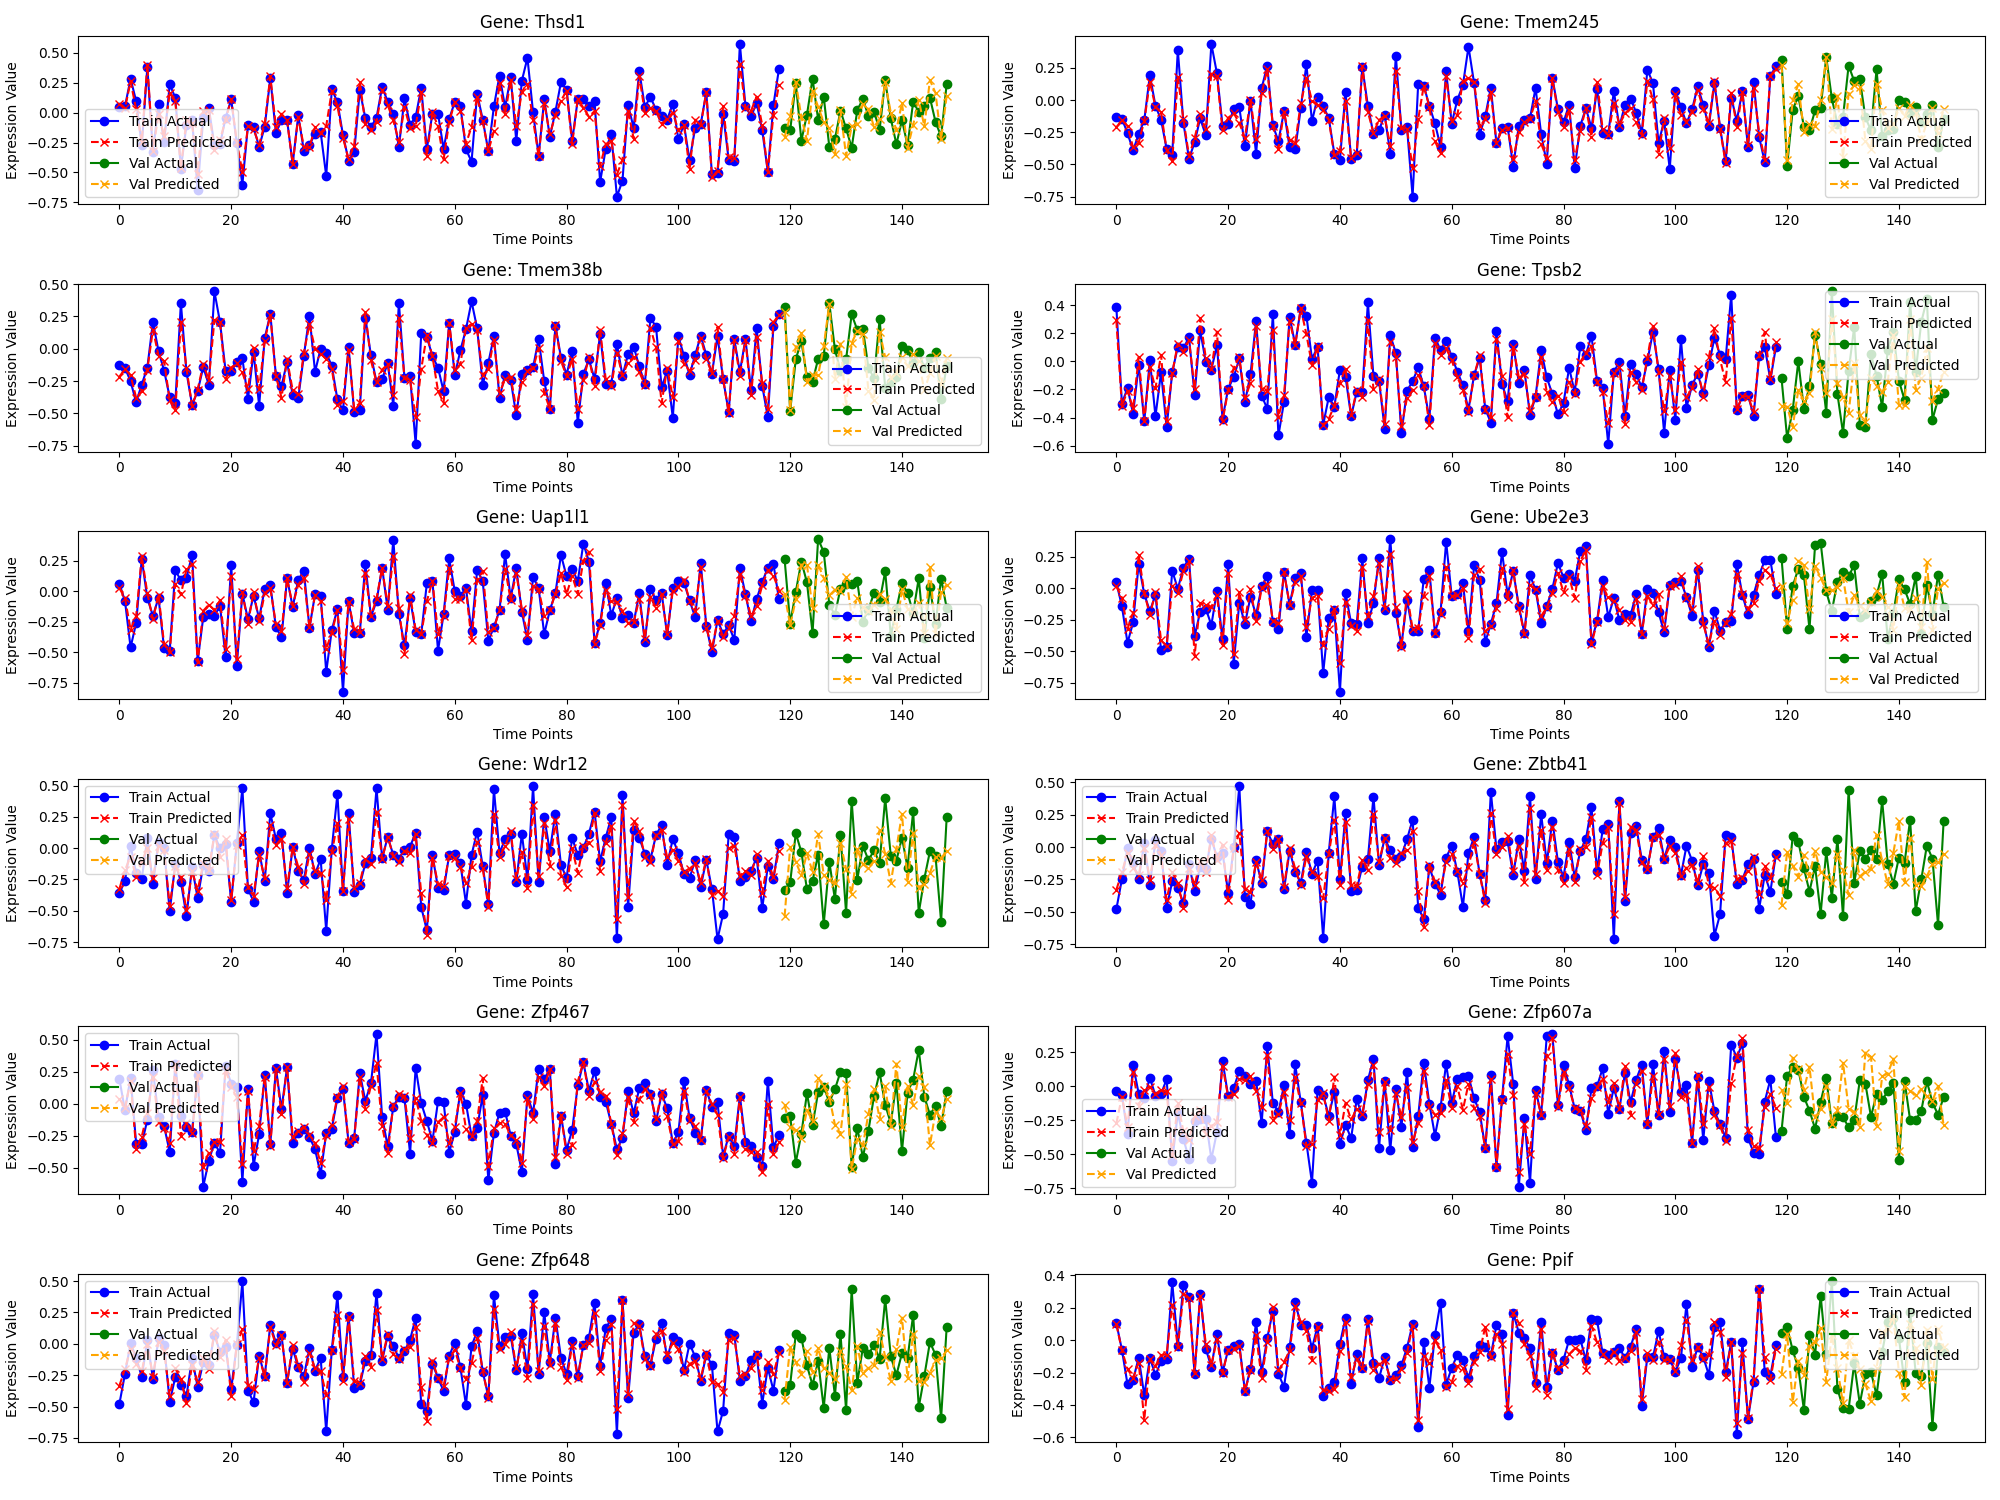 Gene: Thsd1
Expression Value
0.50
0.25
0.00
−0.25
−0.50
−0.75
Train Actual
Train Predicted
Val Actual
Val Predicted
0 20 40 60 80 100 120 140
Time Points
Gene: Tmem245
Expression Value
0.25
0.00
−0.25
−0.50
−0.75
Train Actual
Train Predicted
Val Actual
Val Predicted
0 20 40 60 80 100 120 140
Time Points
Gene: Tmem38b
Expression Value
0.50
0.25
0.00
−0.25
−0.50
−0.75
Train Actual
Train Predicted
Val Actual
Val Predicted
0 20 40 60 80 100 120 140
Time Points
Gene: Tpsb2
Expression Value
0.4
0.2
0.0
−0.2
−0.4
−0.6
Train Actual
Train Predicted
Val Actual
Val Predicted
0 20 40 60 80 100 120 140
Time Points
Gene: Uap1l1
Expression Value
0.25
0.00
−0.25
−0.50
−0.75
Train Actual
Train Predicted
Val Actual
Val Predicted
0 20 40 60 80 100 120 140
Time Points
Gene: Ube2e3
Expression Value
0.25
0.00
−0.25
−0.50
−0.75
Train Actual
Train Predicted
Val Actual
Val Predicted
0 20 40 60 80 100 120 140
Time Points
Gene: Wdr12
Expression Value
0.50
0.25
0.00
−0.25
−0.50
−0.75
Train Actual
Train Predicted
Val Actual
Val Predicted
0 20 40 60 80 100 120 140
Time Points
Gene: Zbtb41
Expression Value
0.50
0.25
0.00
−0.25
−0.50
−0.75
Train Actual
Train Predicted
Val Actual
Val Predicted
0 20 40 60 80 100 120 140
Time Points
Gene: Zfp467
Expression Value
0.50
0.25
0.00
−0.25
−0.50
Train Actual
Train Predicted
Val Actual
Val Predicted
0 20 40 60 80 100 120 140
Time Points
Gene: Zfp607a
Expression Value
0.25
0.00
−0.25
−0.50
−0.75
Train Actual
Train Predicted
Val Actual
Val Predicted
0 20 40 60 80 100 120 140
Time Points
Gene: Zfp648
Expression Value
0.50
0.25
0.00
−0.25
−0.50
−0.75
Train Actual
Train Predicted
Val Actual
Val Predicted
0 20 40 60 80 100 120 140
Time Points
Gene: Ppif
Expression Value
0.4
0.2
0.0
−0.2
−0.4
−0.6
Train Actual
Train Predicted
Val Actual
Val Predicted
0 20 40 60 80 100 120 140
Time Points